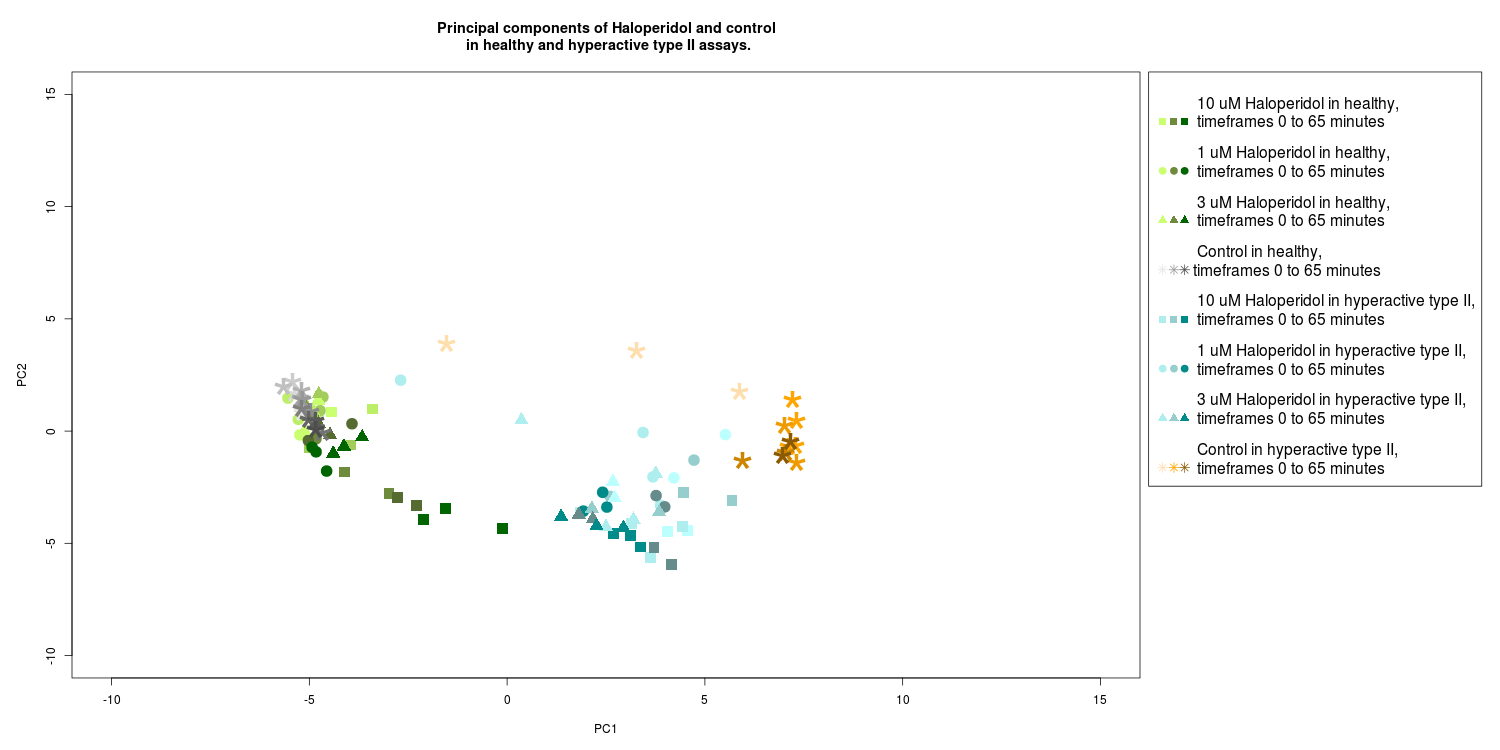 Principal components of Haloperidol and control
in healthy and hyperactive type II assays.
15
10
5
0
-5
-10
PC2
-10
-5
0
5
10
15
PC1
10 uM Haloperidol in healthy,
timeframes 0 to 65 minutes
1 uM Haloperidol in healthy,
timeframes 0 to 65 minutes
3 uM Haloperidol in healthy,
timeframes 0 to 65 minutes
Control in healthy,
timeframes 0 to 65 minutes
10 uM Haloperidol in hyperactive type II,
timeframes 0 to 65 minutes
1 uM Haloperidol in hyperactive type II,
timeframes 0 to 65 minutes
3 uM Haloperidol in hyperactive type II,
timeframes 0 to 65 minutes
Control in hyperactive type II,
timeframes 0 to 65 minutes